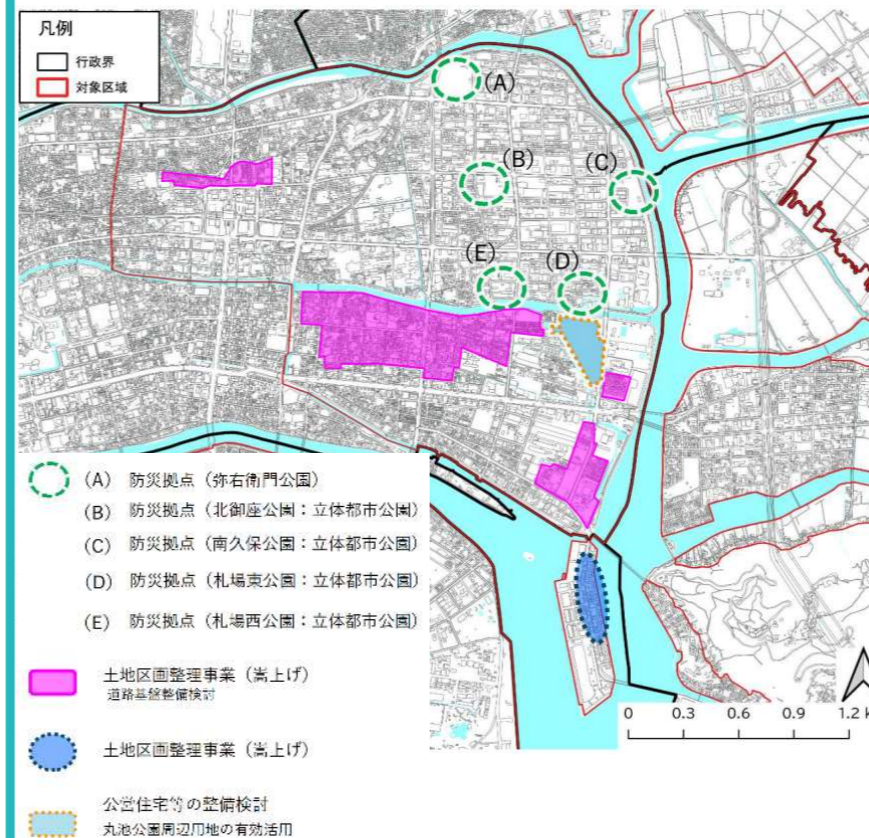 凡例
行政界
対象区域
(A)
(B)
(C)
(E)
(D)
(A) 防災拠点（弥右衛門公園）
(B) 防災拠点（北御座公園：立体都市公園）
(C) 防災拠点（南久保公園：立体都市公園）
(D) 防災拠点（札場東公園：立体都市公園）
(E) 防災拠点（札場西公園：立体都市公園）
土地区画整理事業（嵩上げ）
道路基盤整備検討
土地区画整理事業（嵩上げ）
公営住宅等の整備検討
丸池公園周辺用地の有効活用
0 0.3 0.6 0.9 1.2 k